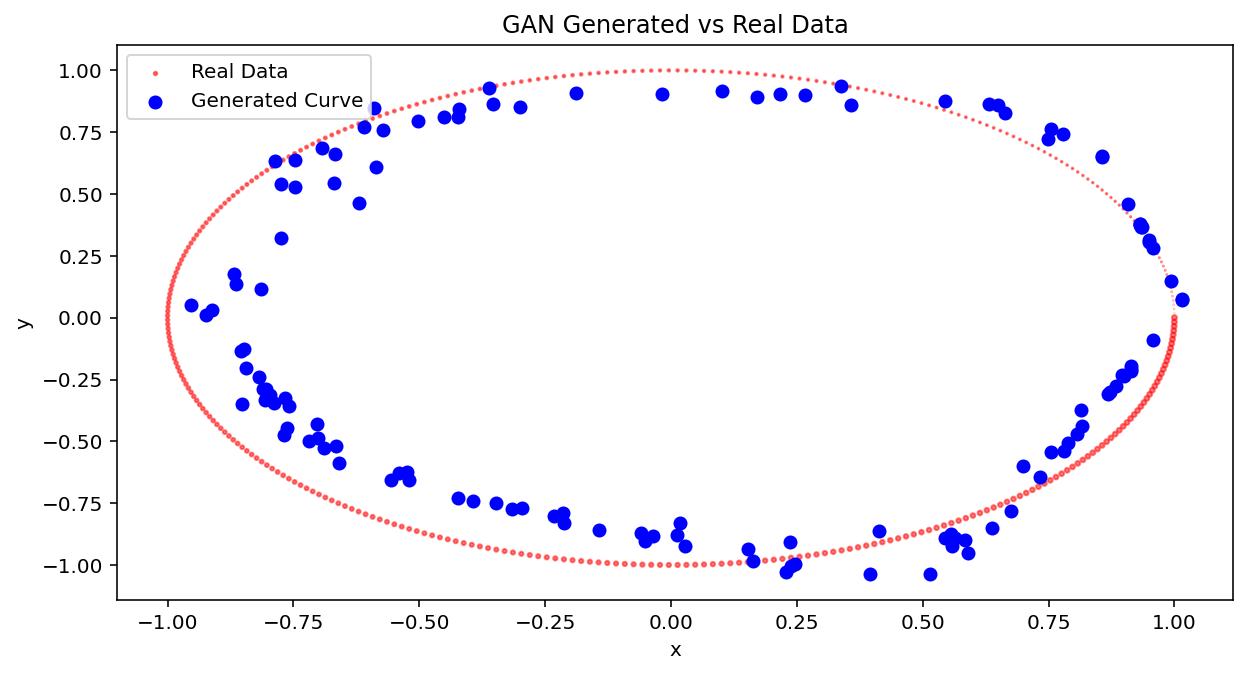 GAN Generated vs Real Data
Real Data
Generated Curve
1.00
0.75
0.50
0.25
0.00
−0.25
−0.50
−0.75
−1.00
y
−1.00 −0.75 −0.50 −0.25 0.00 0.25 0.50 0.75 1.00
x